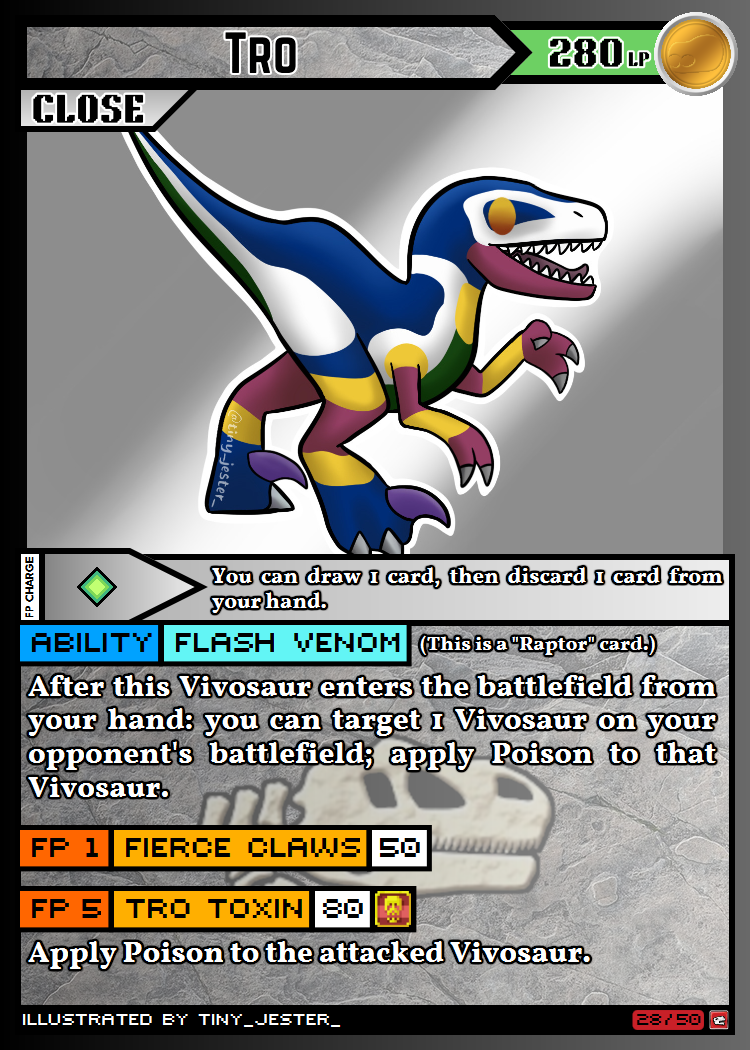 Tro
280 LP
CLOSE
@tiny_jester_
FP CHARGE
You can draw 1 card, then discard 1 card from
your hand.
ABILITY FLASH VENOM (This is a "Raptor" card.)
After this Vivosaur enters the battlefield from
your hand: you can target 1 Vivosaur on your
opponent's battlefield; apply Poison to that
Vivosaur.
FP 1 FIERCE CLAWS 50
FP 5 TRO TOXIN 80
Apply Poison to the attacked Vivosaur.
ILLUSTRATED BY TINY_JESTER_
28/50